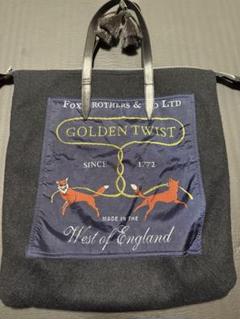 FOX BROTHERS & CO LTD
GOLDEN TWIST
SINCE 1772
MADE IN THE
West of England